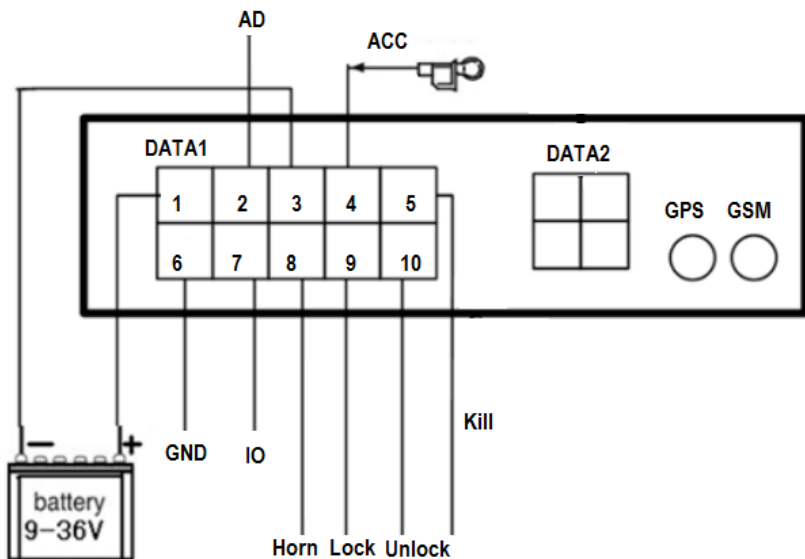 AD
ACC
DATA1
DATA2
1 2 3 4 5
GPS GSM
6 7 8 9 10
Kill
− +
GND IO
battery
9-36V
Horn Lock Unlock